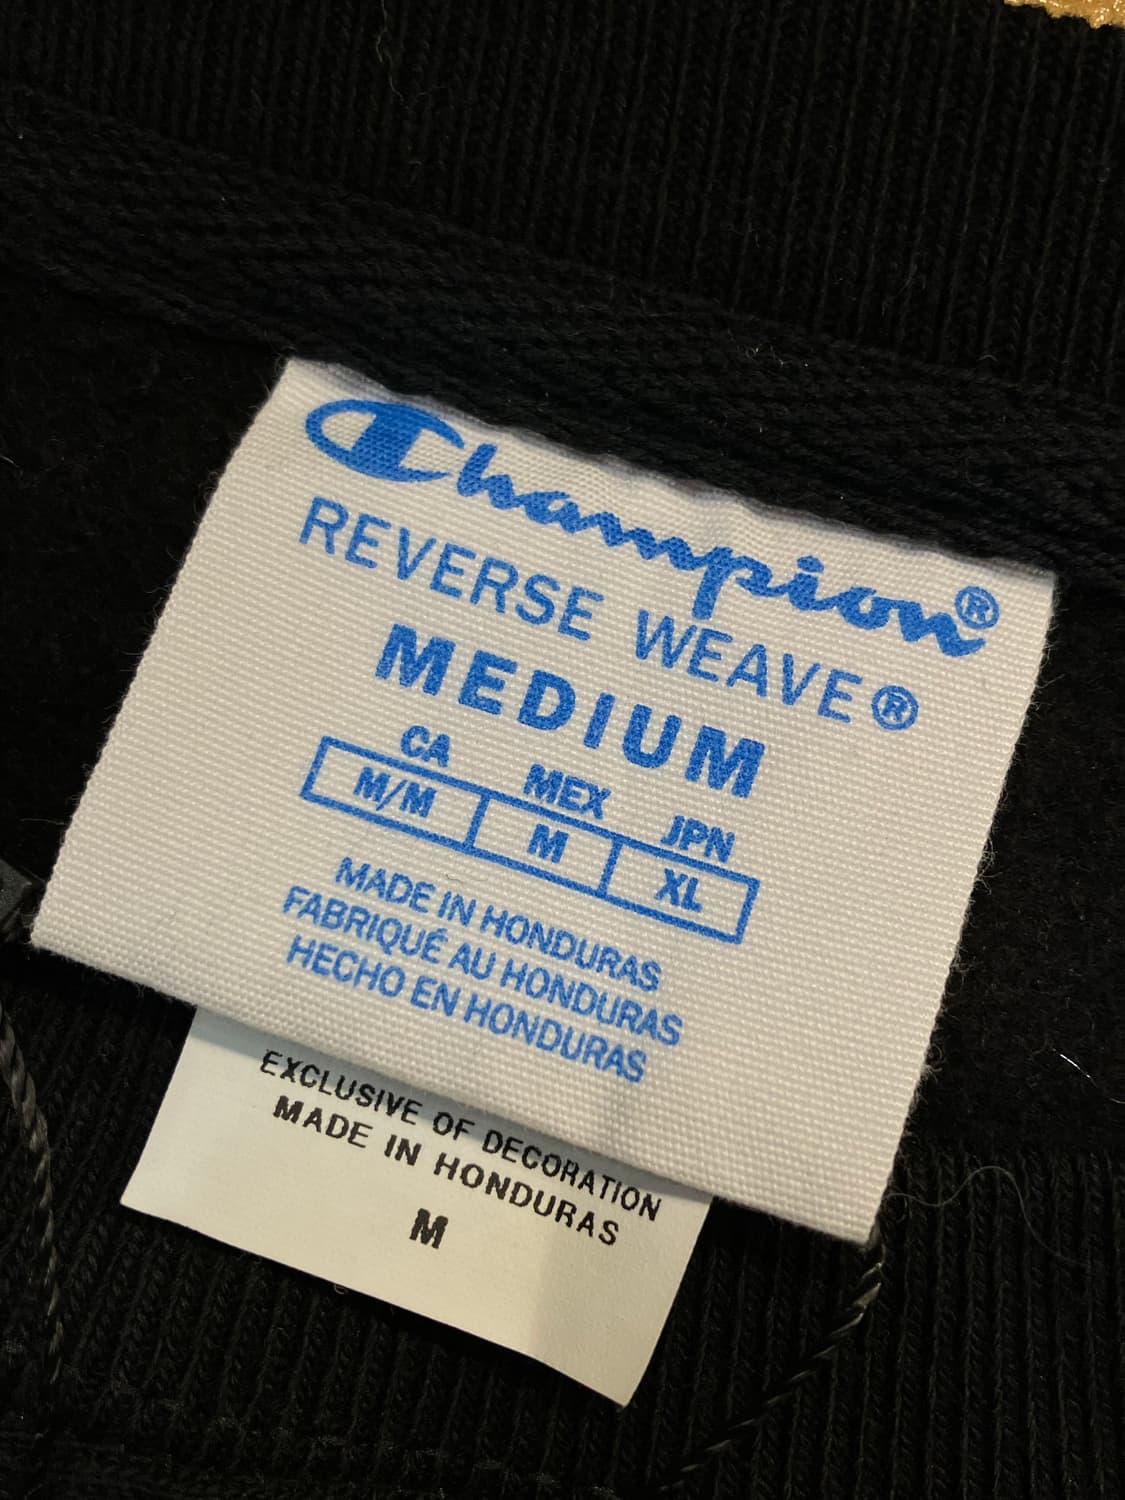 Champion®
REVERSE WEAVE®
MEDIUM
CA MEX JPN
M/M M XL
MADE IN HONDURAS
FABRIQUÉ AU HONDURAS
HECHO EN HONDURAS
EXCLUSIVE OF DECORATION
MADE IN HONDURAS
M